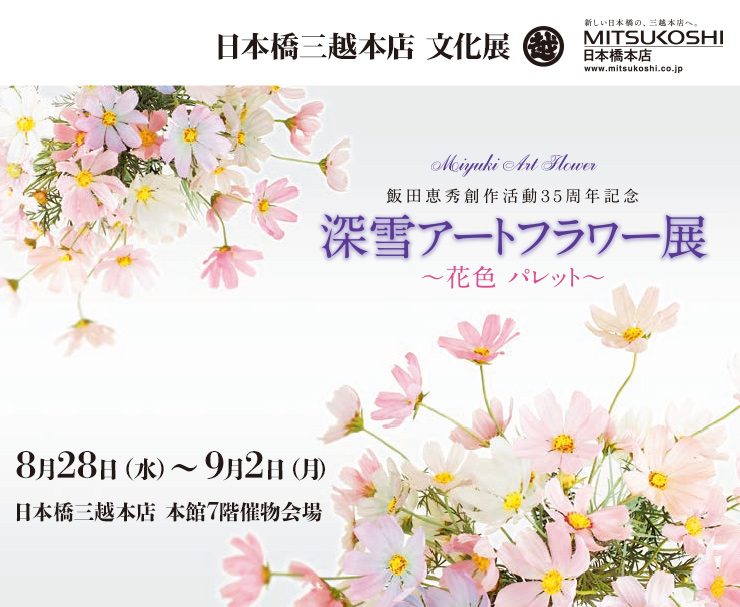 日本橋三越本店 文化展
越
新しい日本橋の、三越本店へ。
MITSUKOSHI
日本橋本店
www.mitsukoshi.co.jp
Miyuki Art Flower
飯田恵秀創作活動35周年記念
深雪アートフラワー展
〜花色 パレット〜
8月28日（水）〜9月2日（月）
日本橋三越本店 本館7階催物会場